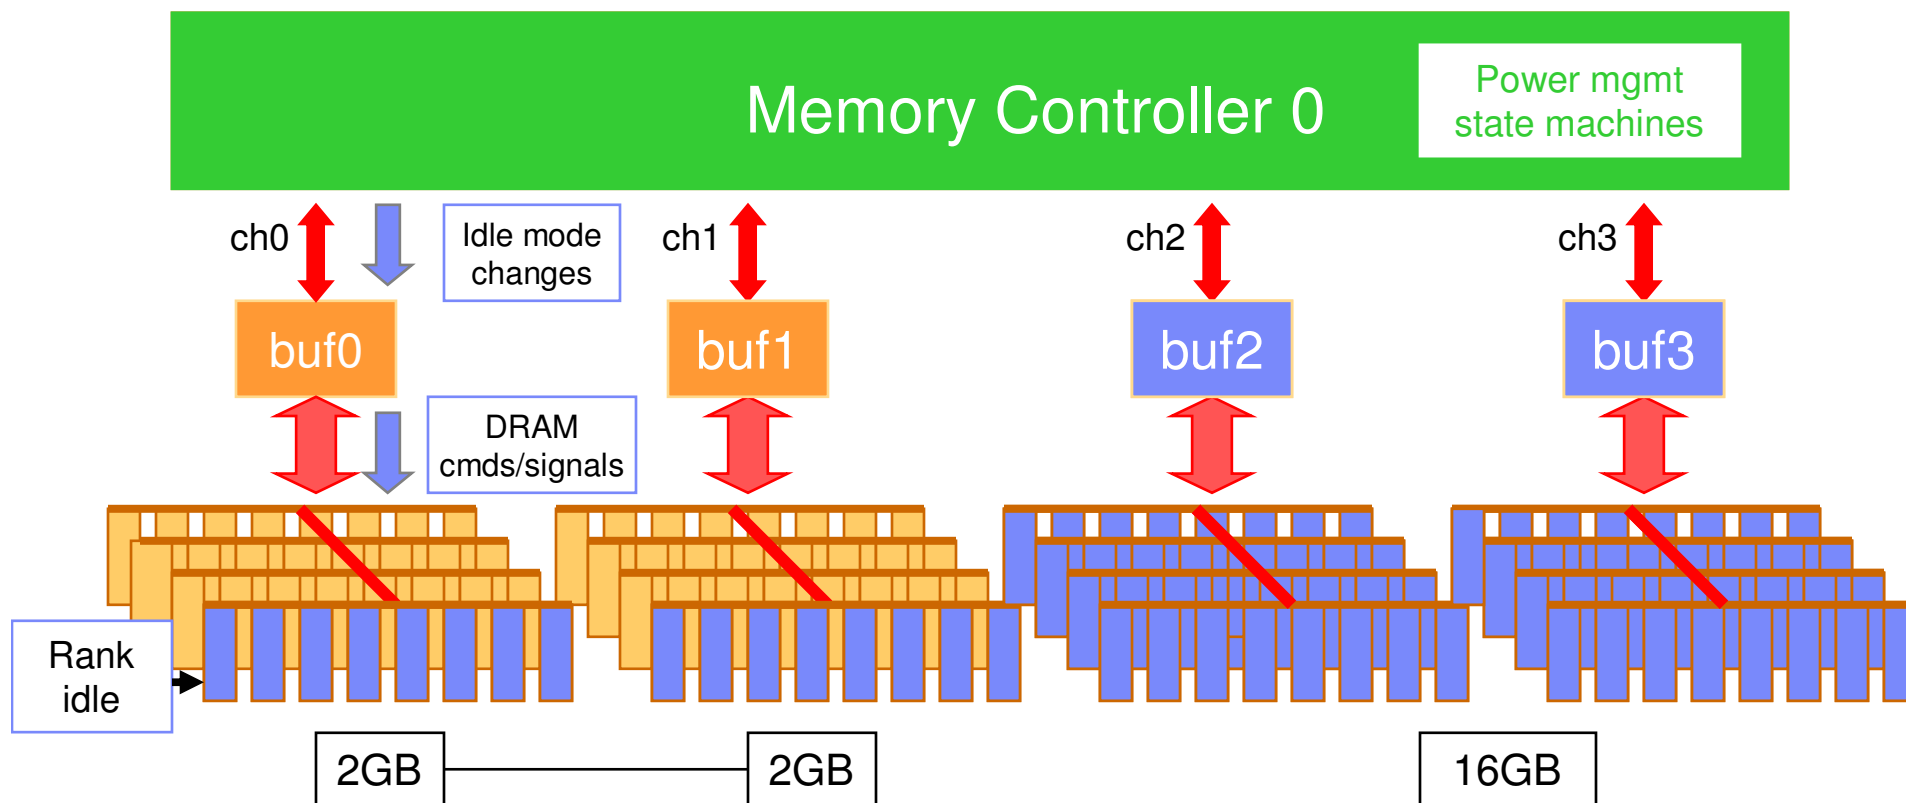 Memory Controller 0
Power mgmt
state machines
ch0
Idle mode
changes
ch1
ch2
ch3
buf0
buf1
buf2
buf3
DRAM
cmds/signals
Rank
idle
2GB
2GB
16GB